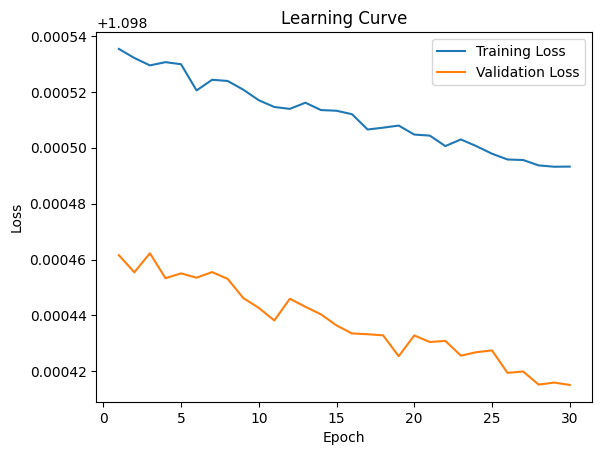 Learning Curve
+1.098
0.00054
0.00052
0.00050
0.00048
0.00046
0.00044
0.00042
Loss
Training Loss
Validation Loss
0 5 10 15 20 25 30
Epoch